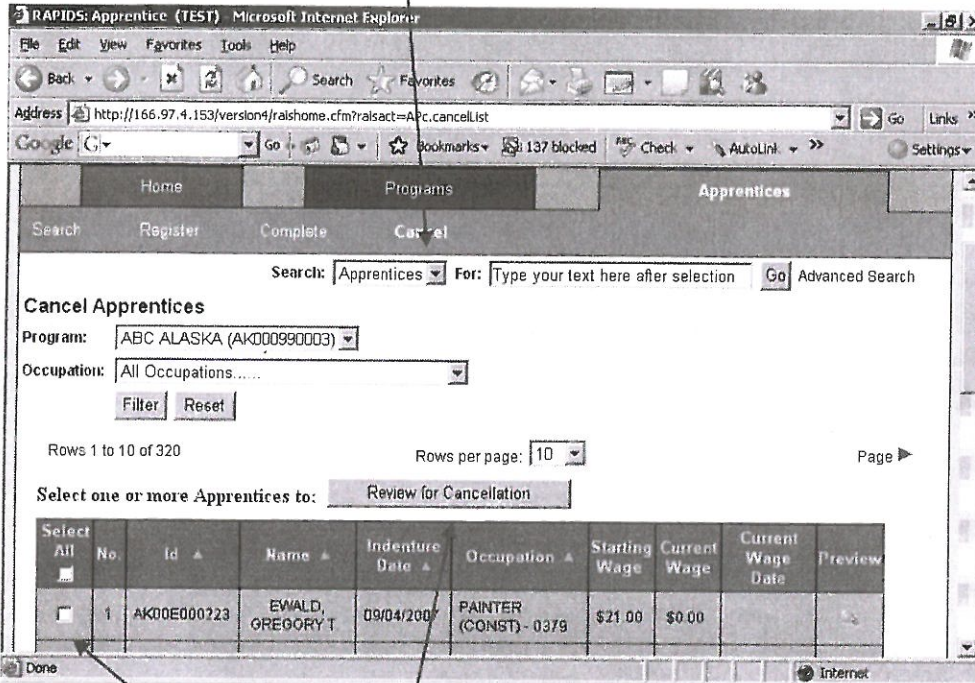 RAPIDS: Apprentice (TEST) - Microsoft Internet Explorer
File Edit View Favorites Tools Help
Back Search Favorites
Address http://166.97.4.153/version4/raishome.cfm?raisact=APc.cancelList Go Links »
Google G Go Bookmarks 137 blocked ABC Check AutoLink » Settings
Home Programs Apprentices
Search Register Complete Cancel
Search: Apprentices For: Type your text here after selection Go Advanced Search
Cancel Apprentices
Program: ABC ALASKA (AK000990003)
Occupation: All Occupations......
Filter Reset
Rows 1 to 10 of 320 Rows per page: 10 Page
Select one or more Apprentices to: Review for Cancellation
Select All No. Id Name Indenture Date Occupation Starting Wage Current Wage Current Wage Date Preview
1 AK00E000223 EWALD, GREGORY T 09/04/2007 PAINTER (CONST) - 0379 $21.00 $0.00
Done Internet